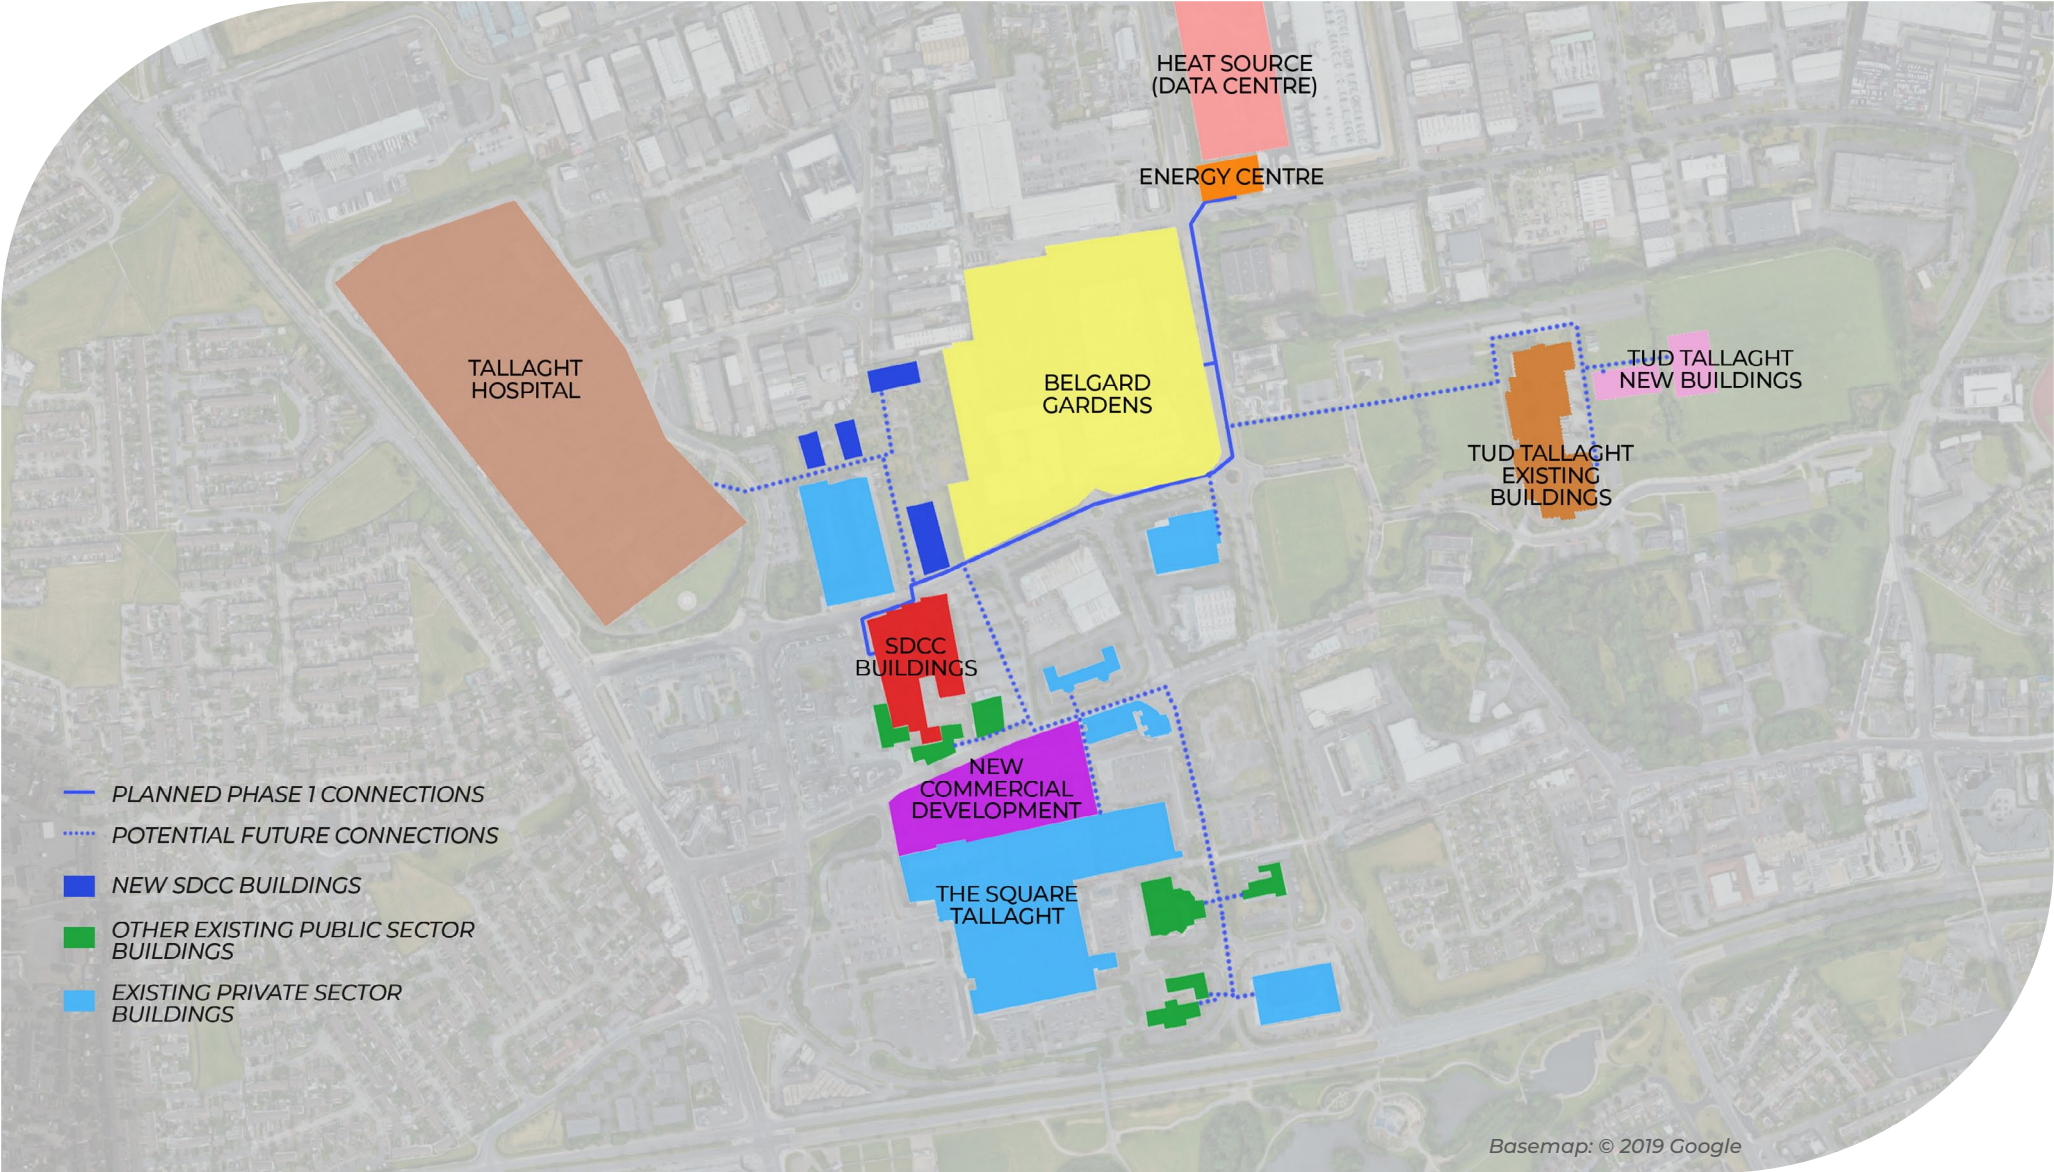 HEAT SOURCE
(DATA CENTRE)
ENERGY CENTRE
TALLAGHT
HOSPITAL
BELGARD
GARDENS
TUD TALLAGHT
NEW BUILDINGS
TUD TALLAGHT
EXISTING
BUILDINGS
SDCC
BUILDINGS
NEW
COMMERCIAL
DEVELOPMENT
THE SQUARE
TALLAGHT
PLANNED PHASE 1 CONNECTIONS
POTENTIAL FUTURE CONNECTIONS
NEW SDCC BUILDINGS
OTHER EXISTING PUBLIC SECTOR
BUILDINGS
EXISTING PRIVATE SECTOR
BUILDINGS
Basemap: © 2019 Google